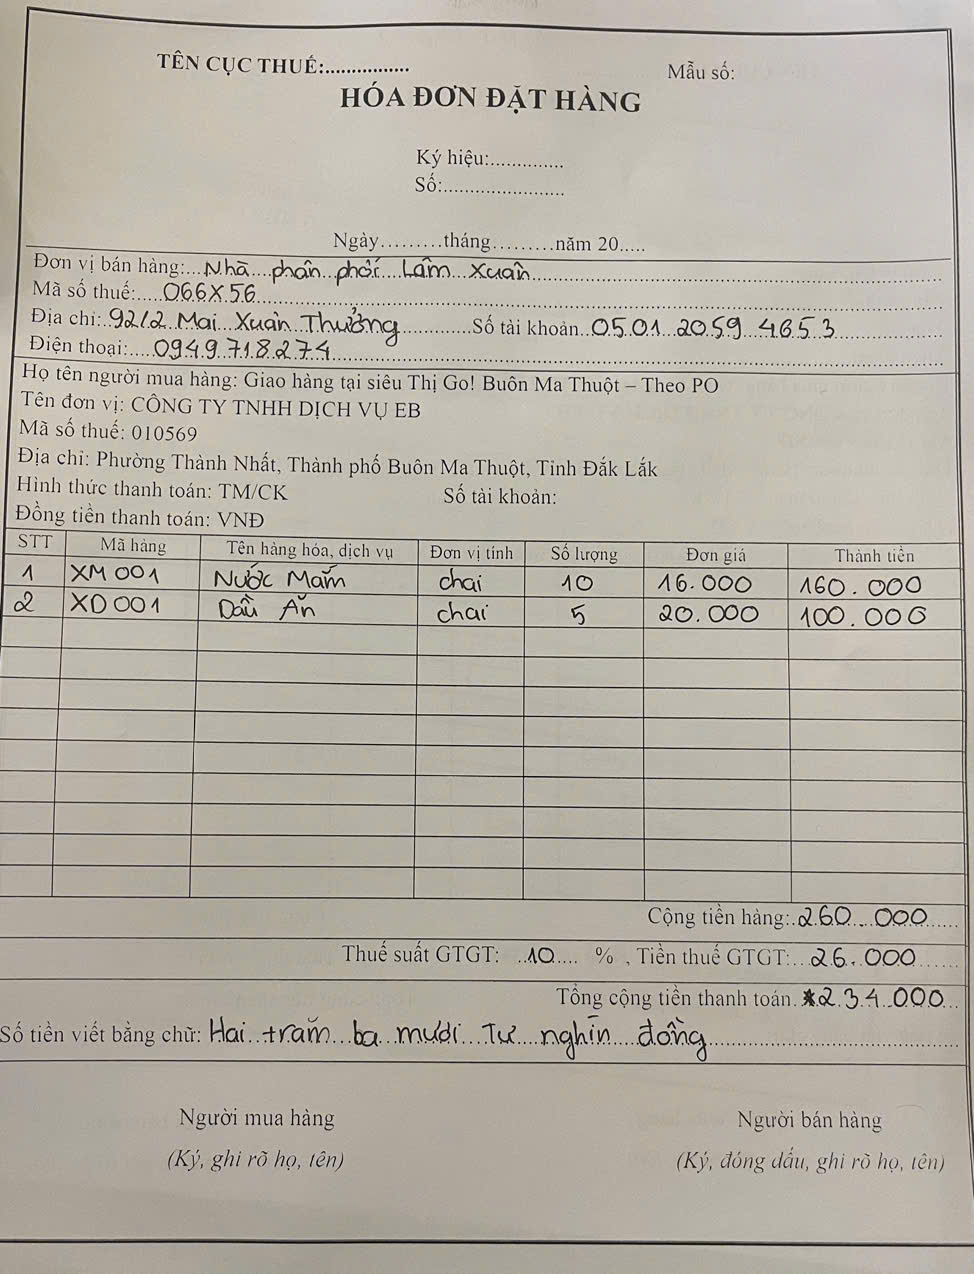 TÊN CỤC THUẾ:................
Mẫu số:
HÓA ĐƠN ĐẶT HÀNG
Ký hiệu:..............
Số:.......................
Ngày..........tháng..........năm 20.....
Đơn vị bán hàng: Nhà phân phối Lâm Xuân
Mã số thuế: 066X56
Địa chỉ: 92/2 Mai Xuân Thưởng Số tài khoản 0501 2059 4653
Điện thoại: 0949718274
Họ tên người mua hàng: Giao hàng tại siêu Thị Go! Buôn Ma Thuột – Theo PO
Tên đơn vị: CÔNG TY TNHH DỊCH VỤ EB
Mã số thuế: 010569
Địa chỉ: Phường Thành Nhất, Thành phố Buôn Ma Thuột, Tỉnh Đắk Lắk
Hình thức thanh toán: TM/CK Số tài khoản:
Đồng tiền thanh toán: VNĐ
STT Mã hàng Tên hàng hóa, dịch vụ Đơn vị tính Số lượng Đơn giá Thành tiền
1 XM001 Nước Mắm chai 10 16.000 160.000
2 XD001 Dầu Ăn chai 5 20.000 100.000
Cộng tiền hàng: 260.000
Thuế suất GTGT: 10 % , Tiền thuế GTGT: 26.000
Tổng cộng tiền thanh toán 234.000
Số tiền viết bằng chữ: Hai trăm ba mươi Tư nghìn đồng
Người mua hàng Người bán hàng
(Ký, ghi rõ họ, tên) (Ký, đóng dấu, ghi rõ họ, tên)